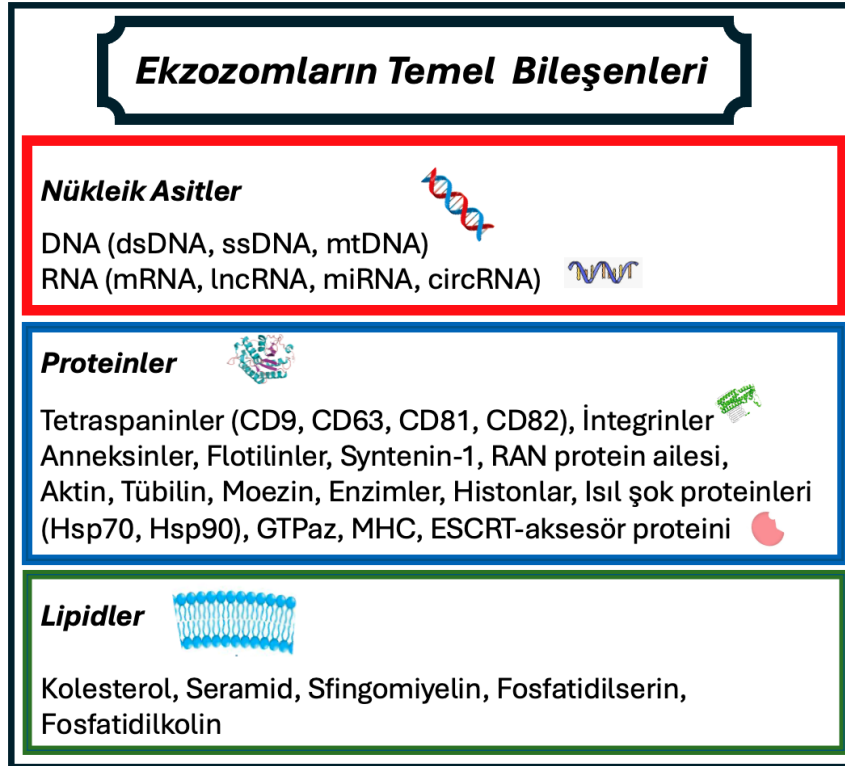 Ekzozomların Temel Bileşenleri
Nükleik Asitler
DNA (dsDNA, ssDNA, mtDNA)
RNA (mRNA, lncRNA, miRNA, circRNA)
Proteinler
Tetraspaninler (CD9, CD63, CD81, CD82), İntegrinler
Anneksinler, Flotilinler, Syntenin-1, RAN protein ailesi,
Aktin, Tübilin, Moezin, Enzimler, Histonlar, Isıl şok proteinleri
(Hsp70, Hsp90), GTPaz, MHC, ESCRT-aksesör proteini
Lipidler
Kolesterol, Seramid, Sfingomiyelin, Fosfatidilserin,
Fosfatidilkolin